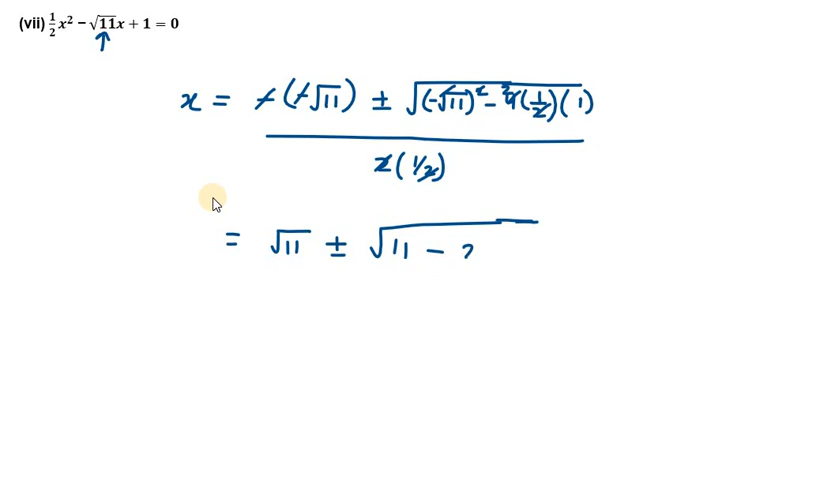 (vii) ½x² − √11x + 1 = 0
x = −(−√11) ± √(−√11)² − 4(½)(1)
2(1/2)
= √11 ± √11 − 2